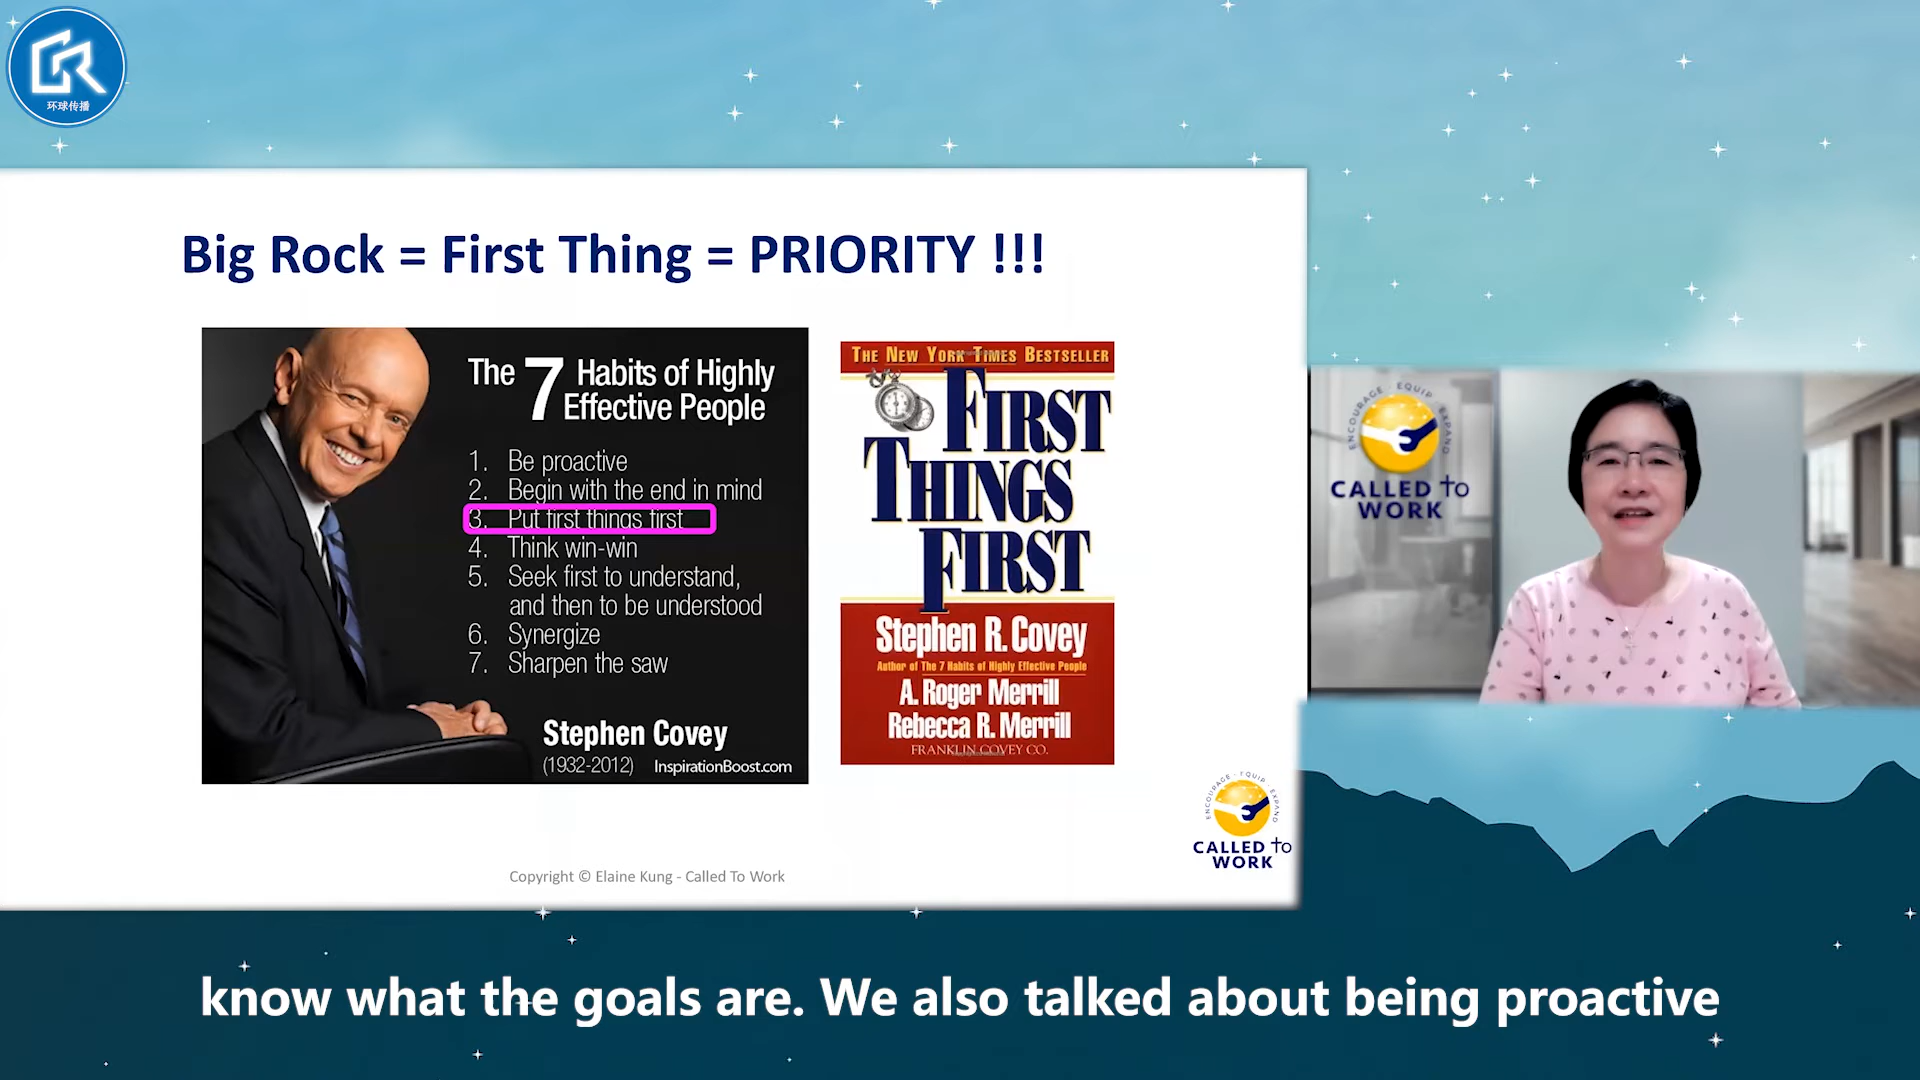 环球传播
Big Rock = First Thing = PRIORITY !!!
The 7 Habits of Highly
Effective People
1. Be proactive
2. Begin with the end in mind
3. Put first things first
4. Think win-win
5. Seek first to understand,
and then to be understood
6. Synergize
7. Sharpen the saw
Stephen Covey
(1932-2012) InspirationBoost.com
THE NEW YORK TIMES BESTSELLER
FIRST
THINGS
FIRST
Stephen R. Covey
Author of The 7 Habits of Highly Effective People
A. Roger Merrill
Rebecca R. Merrill
FRANKLIN COVEY CO.
ENCOURAGE - EQUIP - EXPAND
CALLED To
WORK
ENCOURAGE - EQUIP - EXPAND
CALLED To
WORK
Copyright © Elaine Kung - Called To Work
know what the goals are. We also talked about being proactive